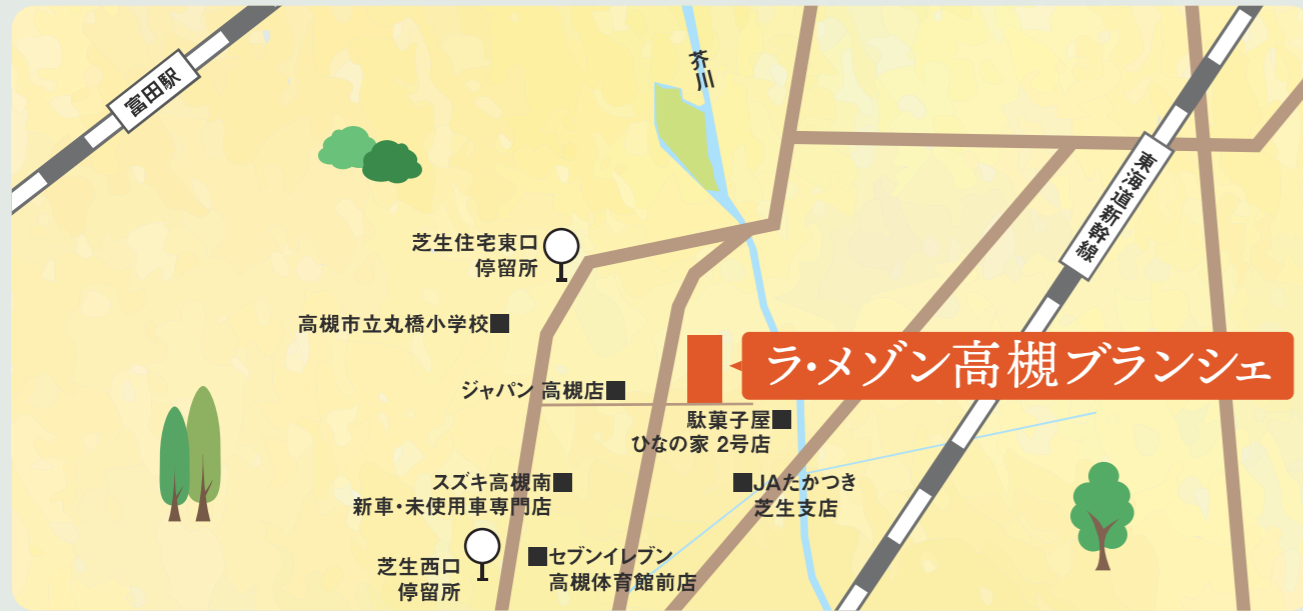 富田駅
芥川
東海道新幹線
芝生住宅東口
停留所
高槻市立丸橋小学校■
ラ・メゾン高槻ブランシェ
ジャパン 高槻店■
駄菓子屋■
ひなの家 2号店
スズキ高槻南■
新車・未使用車専門店
■JAたかつき
芝生支店
芝生西口
停留所
■セブンイレブン
高槻体育館前店